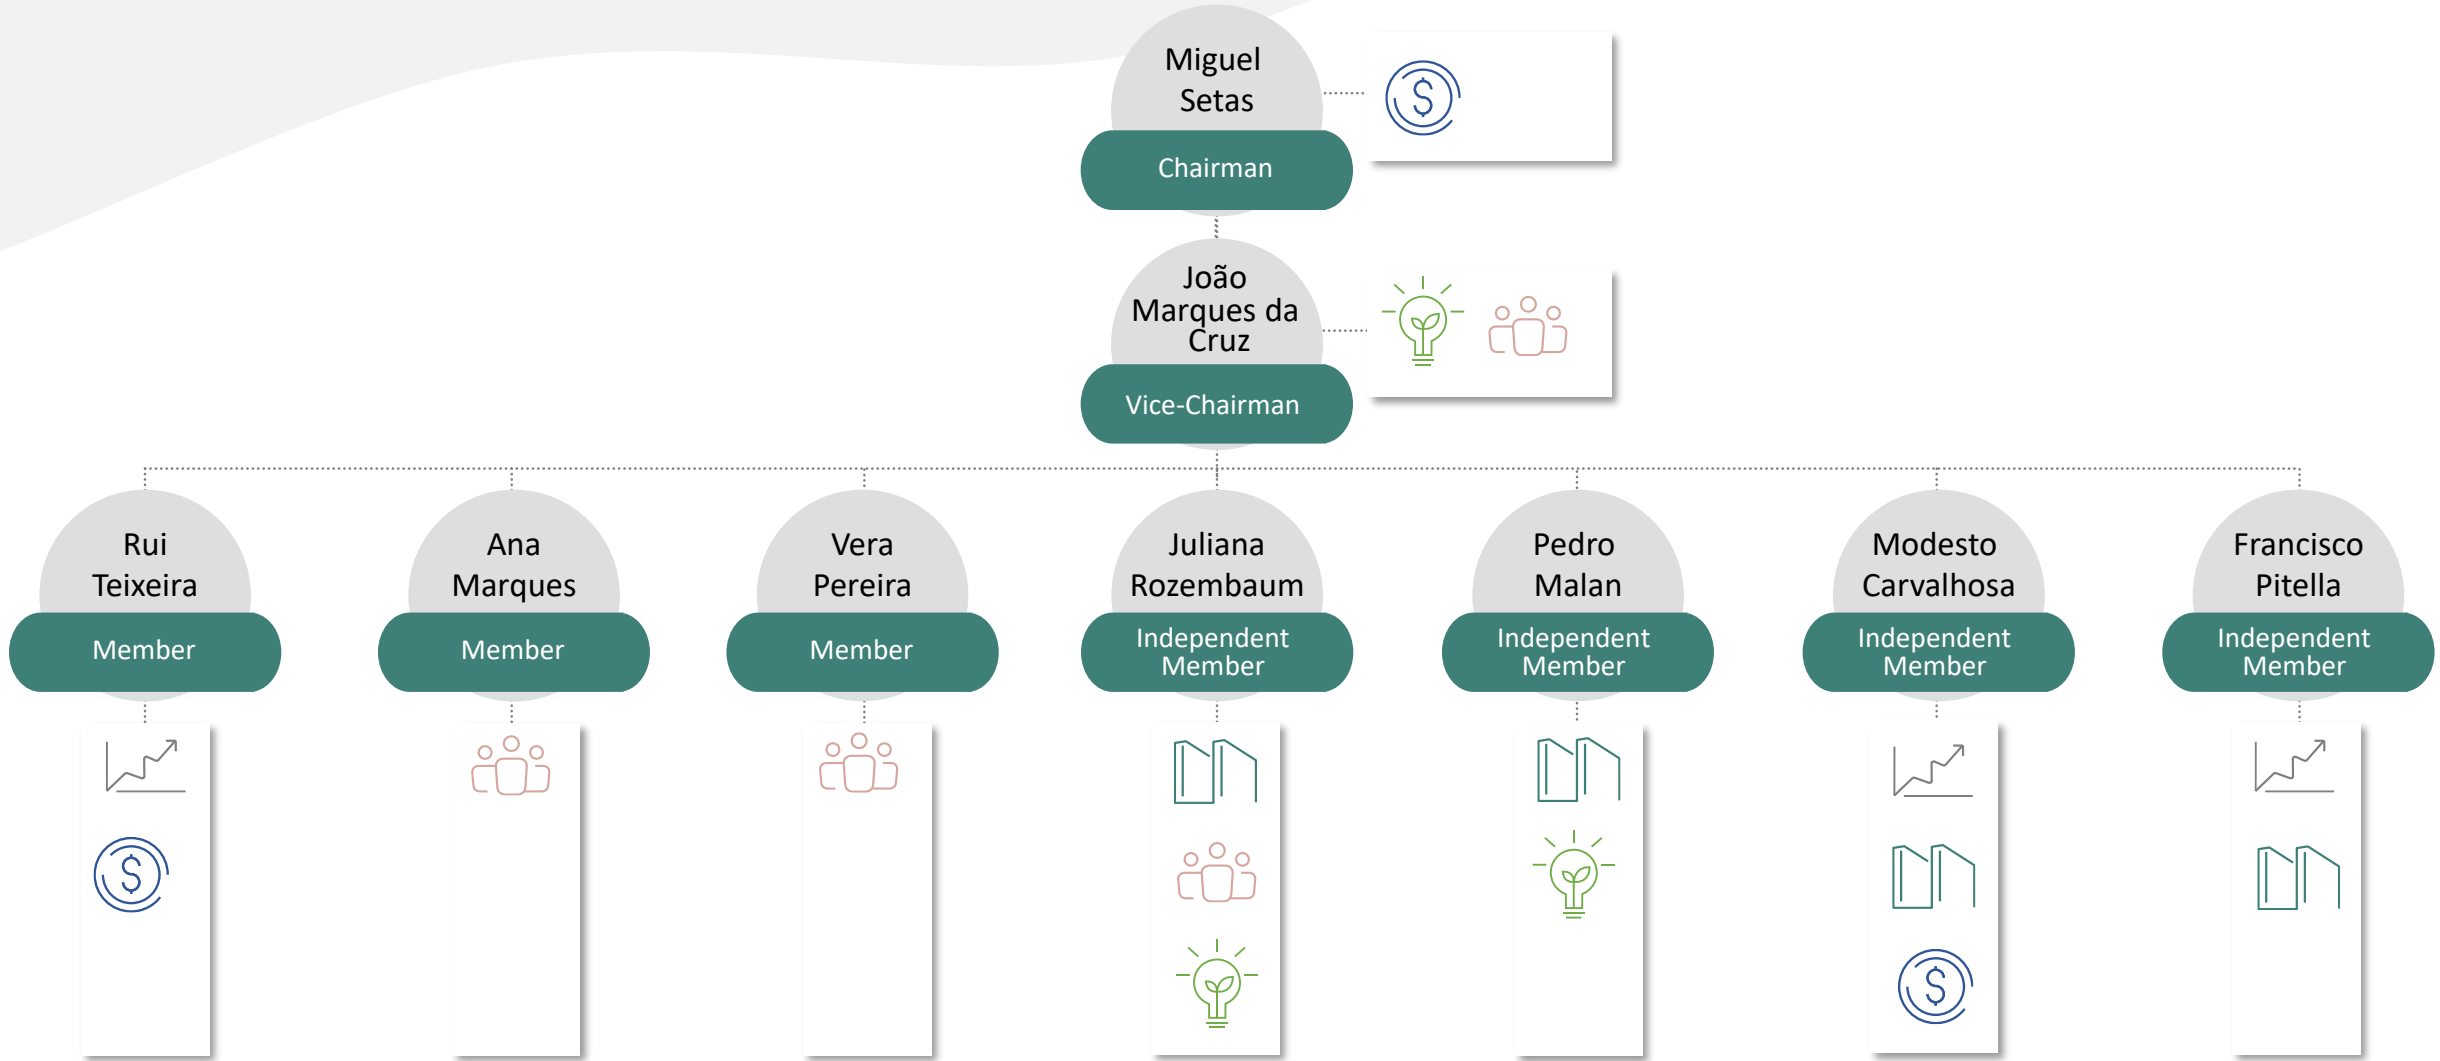 Miguel
Setas
Chairman
João
Marques da
Cruz
Vice-Chairman
Rui
Teixeira
Member
Ana
Marques
Member
Vera
Pereira
Member
Juliana
Rozembaum
Independent
Member
Pedro
Malan
Independent
Member
Modesto
Carvalhosa
Independent
Member
Francisco
Pitella
Independent
Member